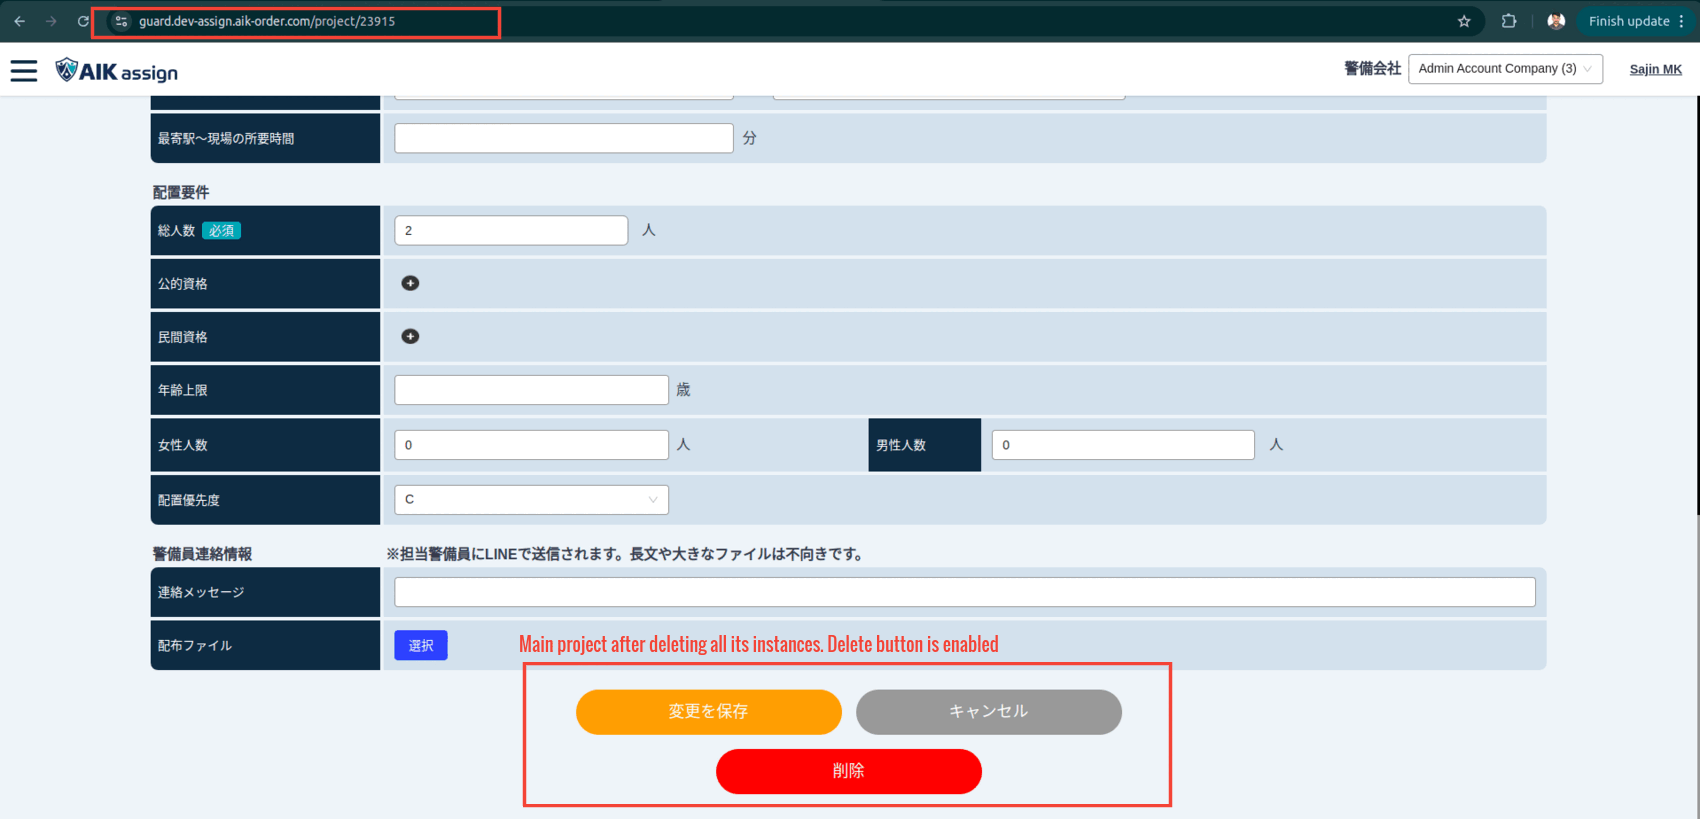 guard.dev-assign.aik-order.com/project/23915
Finish update
AIK assign
警備会社 Admin Account Company (3) Sajin MK
最寄駅〜現場の所要時間 分
配置要件
総人数 必須 2 人
公的資格
民間資格
年齢上限 歳
女性人数 0 人 男性人数 0 人
配置優先度 C
警備員連絡情報 ※担当警備員にLINEで送信されます。長文や大きなファイルは不向きです。
連絡メッセージ
配布ファイル 選択 Main project after deleting all its instances. Delete button is enabled
変更を保存 キャンセル
削除